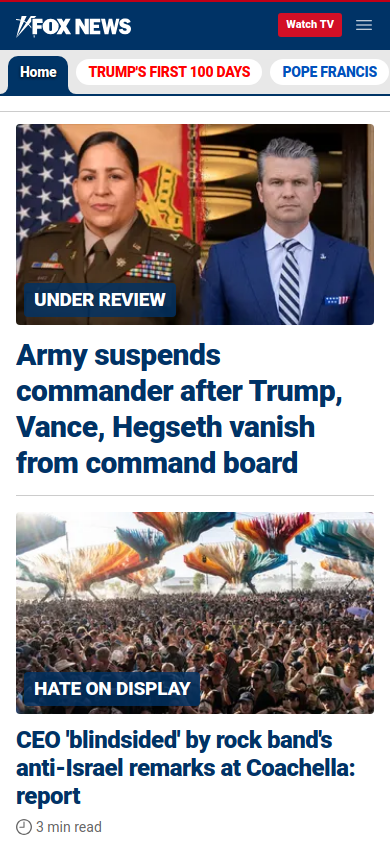 FOX NEWS
Watch TV
Home
TRUMP'S FIRST 100 DAYS
POPE FRANCIS
UNDER REVIEW
Army suspends
commander after Trump,
Vance, Hegseth vanish
from command board
HATE ON DISPLAY
CEO 'blindsided' by rock band's
anti-Israel remarks at Coachella:
report
3 min read